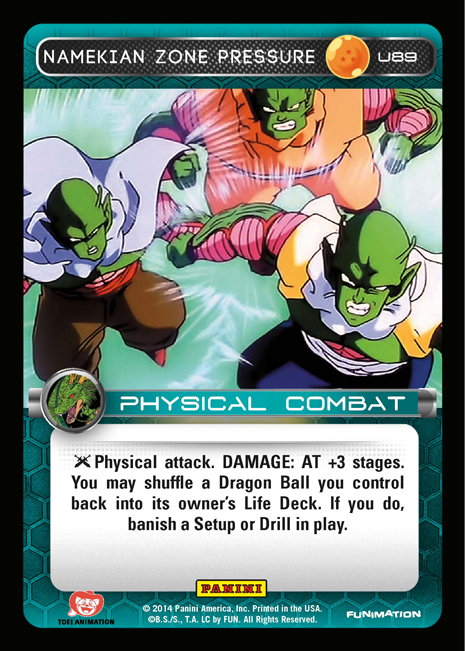 NAMEKIAN ZONE PRESSURE U89
PHYSICAL COMBAT
Physical attack. DAMAGE: AT +3 stages.
You may shuffle a Dragon Ball you control
back into its owner's Life Deck. If you do,
banish a Setup or Drill in play.
PANINI
TOEI ANIMATION
© 2014 Panini America, Inc. Printed in the USA.
©B.S./S., T.A. LC by FUN. All Rights Reserved.
FUNiMATION